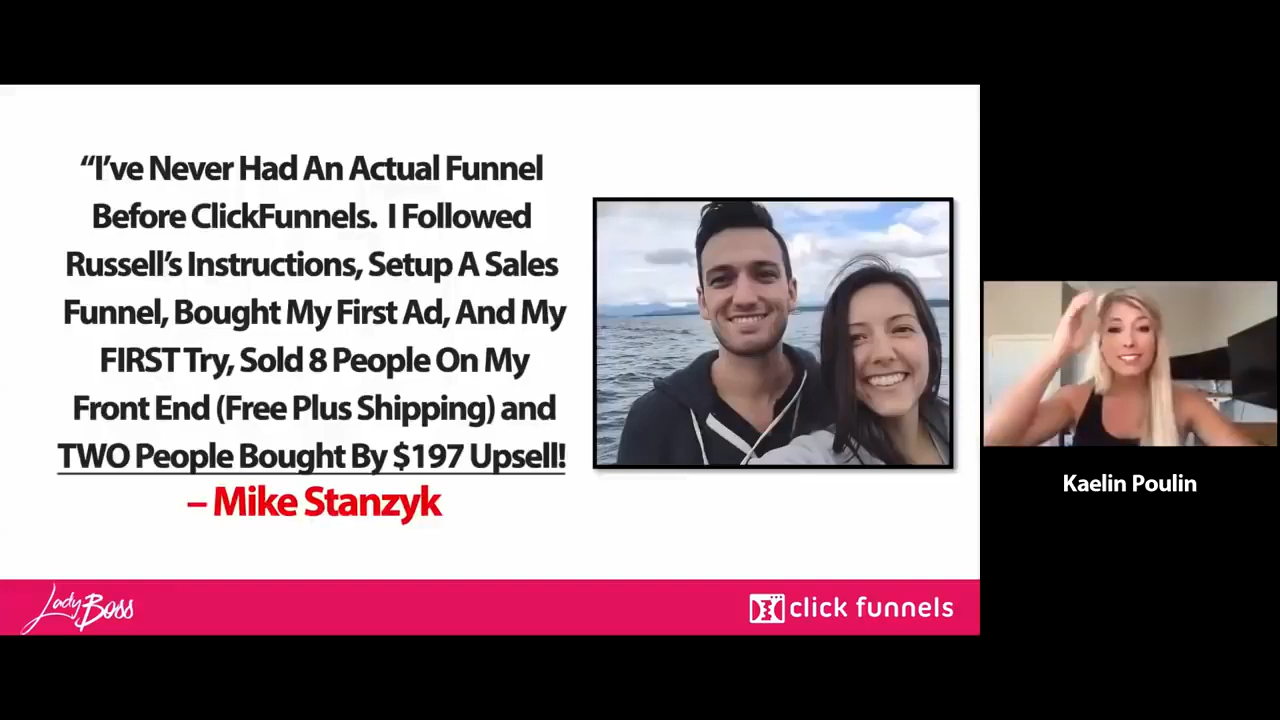 “I’ve Never Had An Actual Funnel
Before ClickFunnels. I Followed
Russell’s Instructions, Setup A Sales
Funnel, Bought My First Ad, And My
FIRST Try, Sold 8 People On My
Front End (Free Plus Shipping) and
TWO People Bought By $197 Upsell!
– Mike Stanzyk
Kaelin Poulin
Lady Boss
click funnels